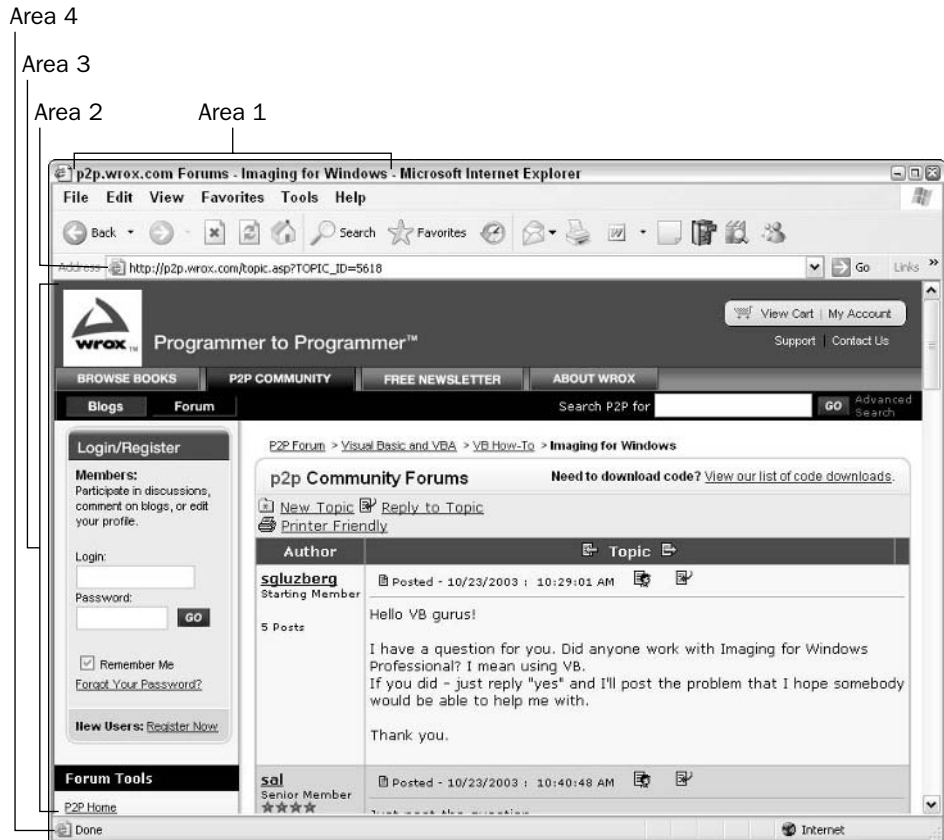 Area 4
Area 3
Area 2 Area 1
p2p.wrox.com Forums - Imaging for Windows - Microsoft Internet Explorer
File Edit View Favorites Tools Help
Back Search Favorites
Address http://p2p.wrox.com/topic.asp?TOPIC_ID=5618 Go Links »
wrox™ Programmer to Programmer™
View Cart | My Account
Support | Contact Us
BROWSE BOOKS P2P COMMUNITY FREE NEWSLETTER ABOUT WROX
Blogs Forum Search P2P for GO Advanced Search
Login/Register
Members:
Participate in discussions,
comment on blogs, or edit
your profile.
Login:
Password:
GO
Remember Me
Forgot Your Password?
New Users: Register Now
Forum Tools
P2P Home
P2P Forum > Visual Basic and VBA > VB How-To > Imaging for Windows
p2p Community Forums Need to download code? View our list of code downloads.
New Topic Reply to Topic
Printer Friendly
Author Topic
sgluzberg
Starting Member
5 Posts
Posted - 10/23/2003 : 10:29:01 AM
Hello VB gurus!
I have a question for you. Did anyone work with Imaging for Windows
Professional? I mean using VB.
If you did - just reply "yes" and I'll post the problem that I hope somebody
would be able to help me with.
Thank you.
sal
Senior Member
Posted - 10/23/2003 : 10:40:48 AM
Just post the question
Done Internet